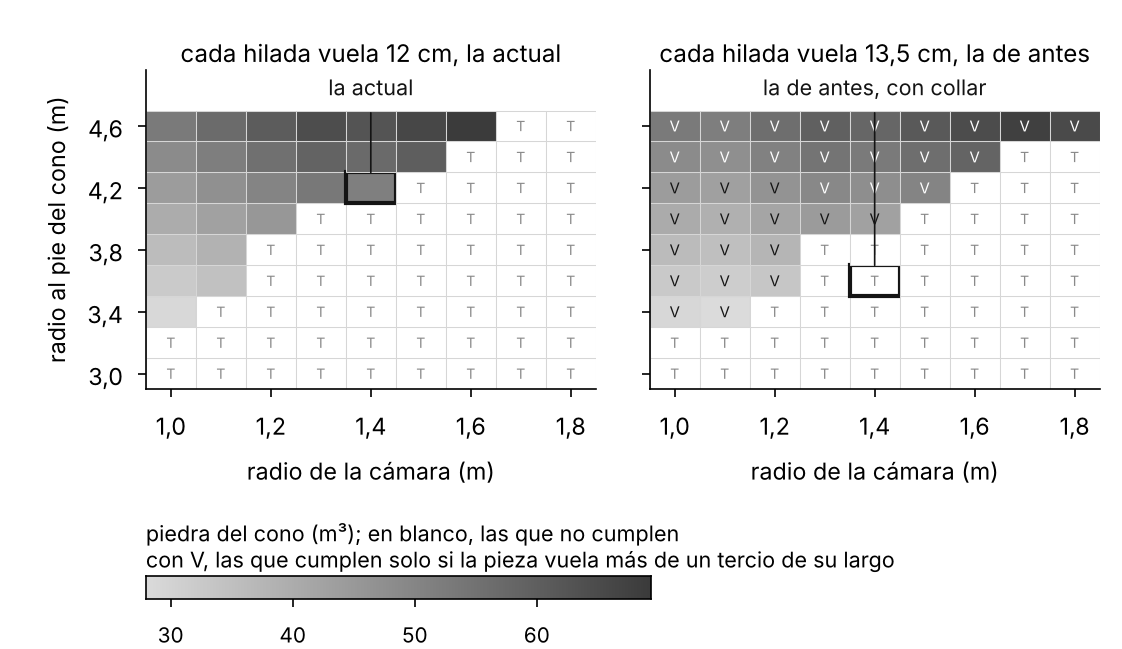 cada hilada vuela 12 cm, la actual
cada hilada vuela 13,5 cm, la de antes
la actual
la de antes, con collar
radio al pie del cono (m)
4,6 T T V V V V V V V V V
T T T V V V V V V V T T
4,2 T T T T V V V V V V T T T
T T T T T T V V V V V T T T T
3,8 T T T T T T T V V V T T T T T T
T T T T T T T V V V T T T T T T
3,4 T T T T T T T T V V T T T T T T T
T T T T T T T T T T T T T T T T T T
3,0 T T T T T T T T T T T T T T T T T T
1,0 1,2 1,4 1,6 1,8 1,0 1,2 1,4 1,6 1,8
radio de la cámara (m)
radio de la cámara (m)
piedra del cono (m³); en blanco, las que no cumplen
con V, las que cumplen solo si la pieza vuela más de un tercio de su largo
30 40 50 60